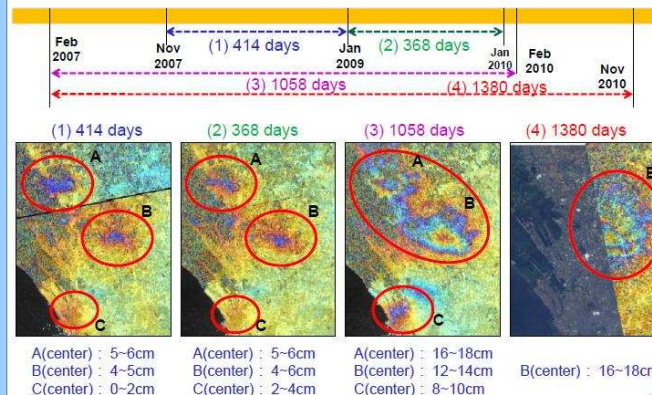 (1) 414 days
(2) 368 days
Feb
2007
Nov
2007
Jan
2009
Jan
2010
Feb
2010
Nov
2010
(3) 1058 days
(4) 1380 days
(1) 414 days
(2) 368 days
(3) 1058 days
(4) 1380 days
A
B
C
A
B
C
A
B
C
B
A(center) : 5~6cm
B(center) : 4~5cm
C(center) : 0~2cm
A(center) : 5~6cm
B(center) : 4~6cm
C(center) : 2~4cm
A(center) : 16~18cm
B(center) : 12~14cm
C(center) : 8~10cm
B(center) : 16~18cm